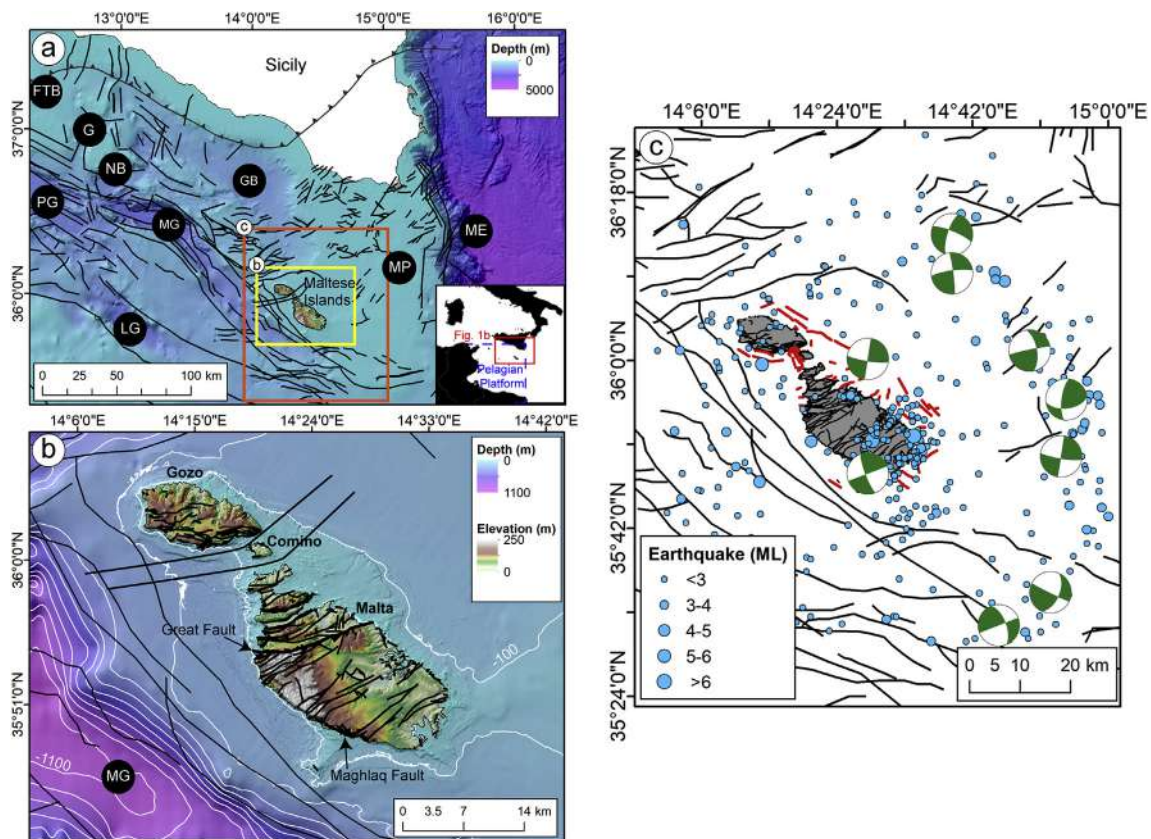 13°0'0"E
14°0'0"E
15°0'0"E
16°0'0"E
a
Sicily
Depth (m)
0
5000
FTB
G
NB
GB
PG
MG
ME
MP
LG
c
b
Maltese
Islands
37°0'0"N
36°0'0"N
0 25 50 100 km
Fig. 1b
Pelagian
Platform
14°6'0"E
14°15'0"E
14°24'0"E
14°33'0"E
14°42'0"E
b
Gozo
Comino
Malta
Great Fault
Maghlaq Fault
Depth (m)
0
1100
Elevation (m)
250
0
-100
-1100
MG
36°0'0"N
35°51'0"N
0 3.5 7 14 km
14°6'0"E
14°24'0"E
14°42'0"E
15°0'0"E
c
36°18'0"N
36°0'0"N
35°42'0"N
35°24'0"N
Earthquake (ML)
<3
3-4
4-5
5-6
>6
0 5 10 20 km